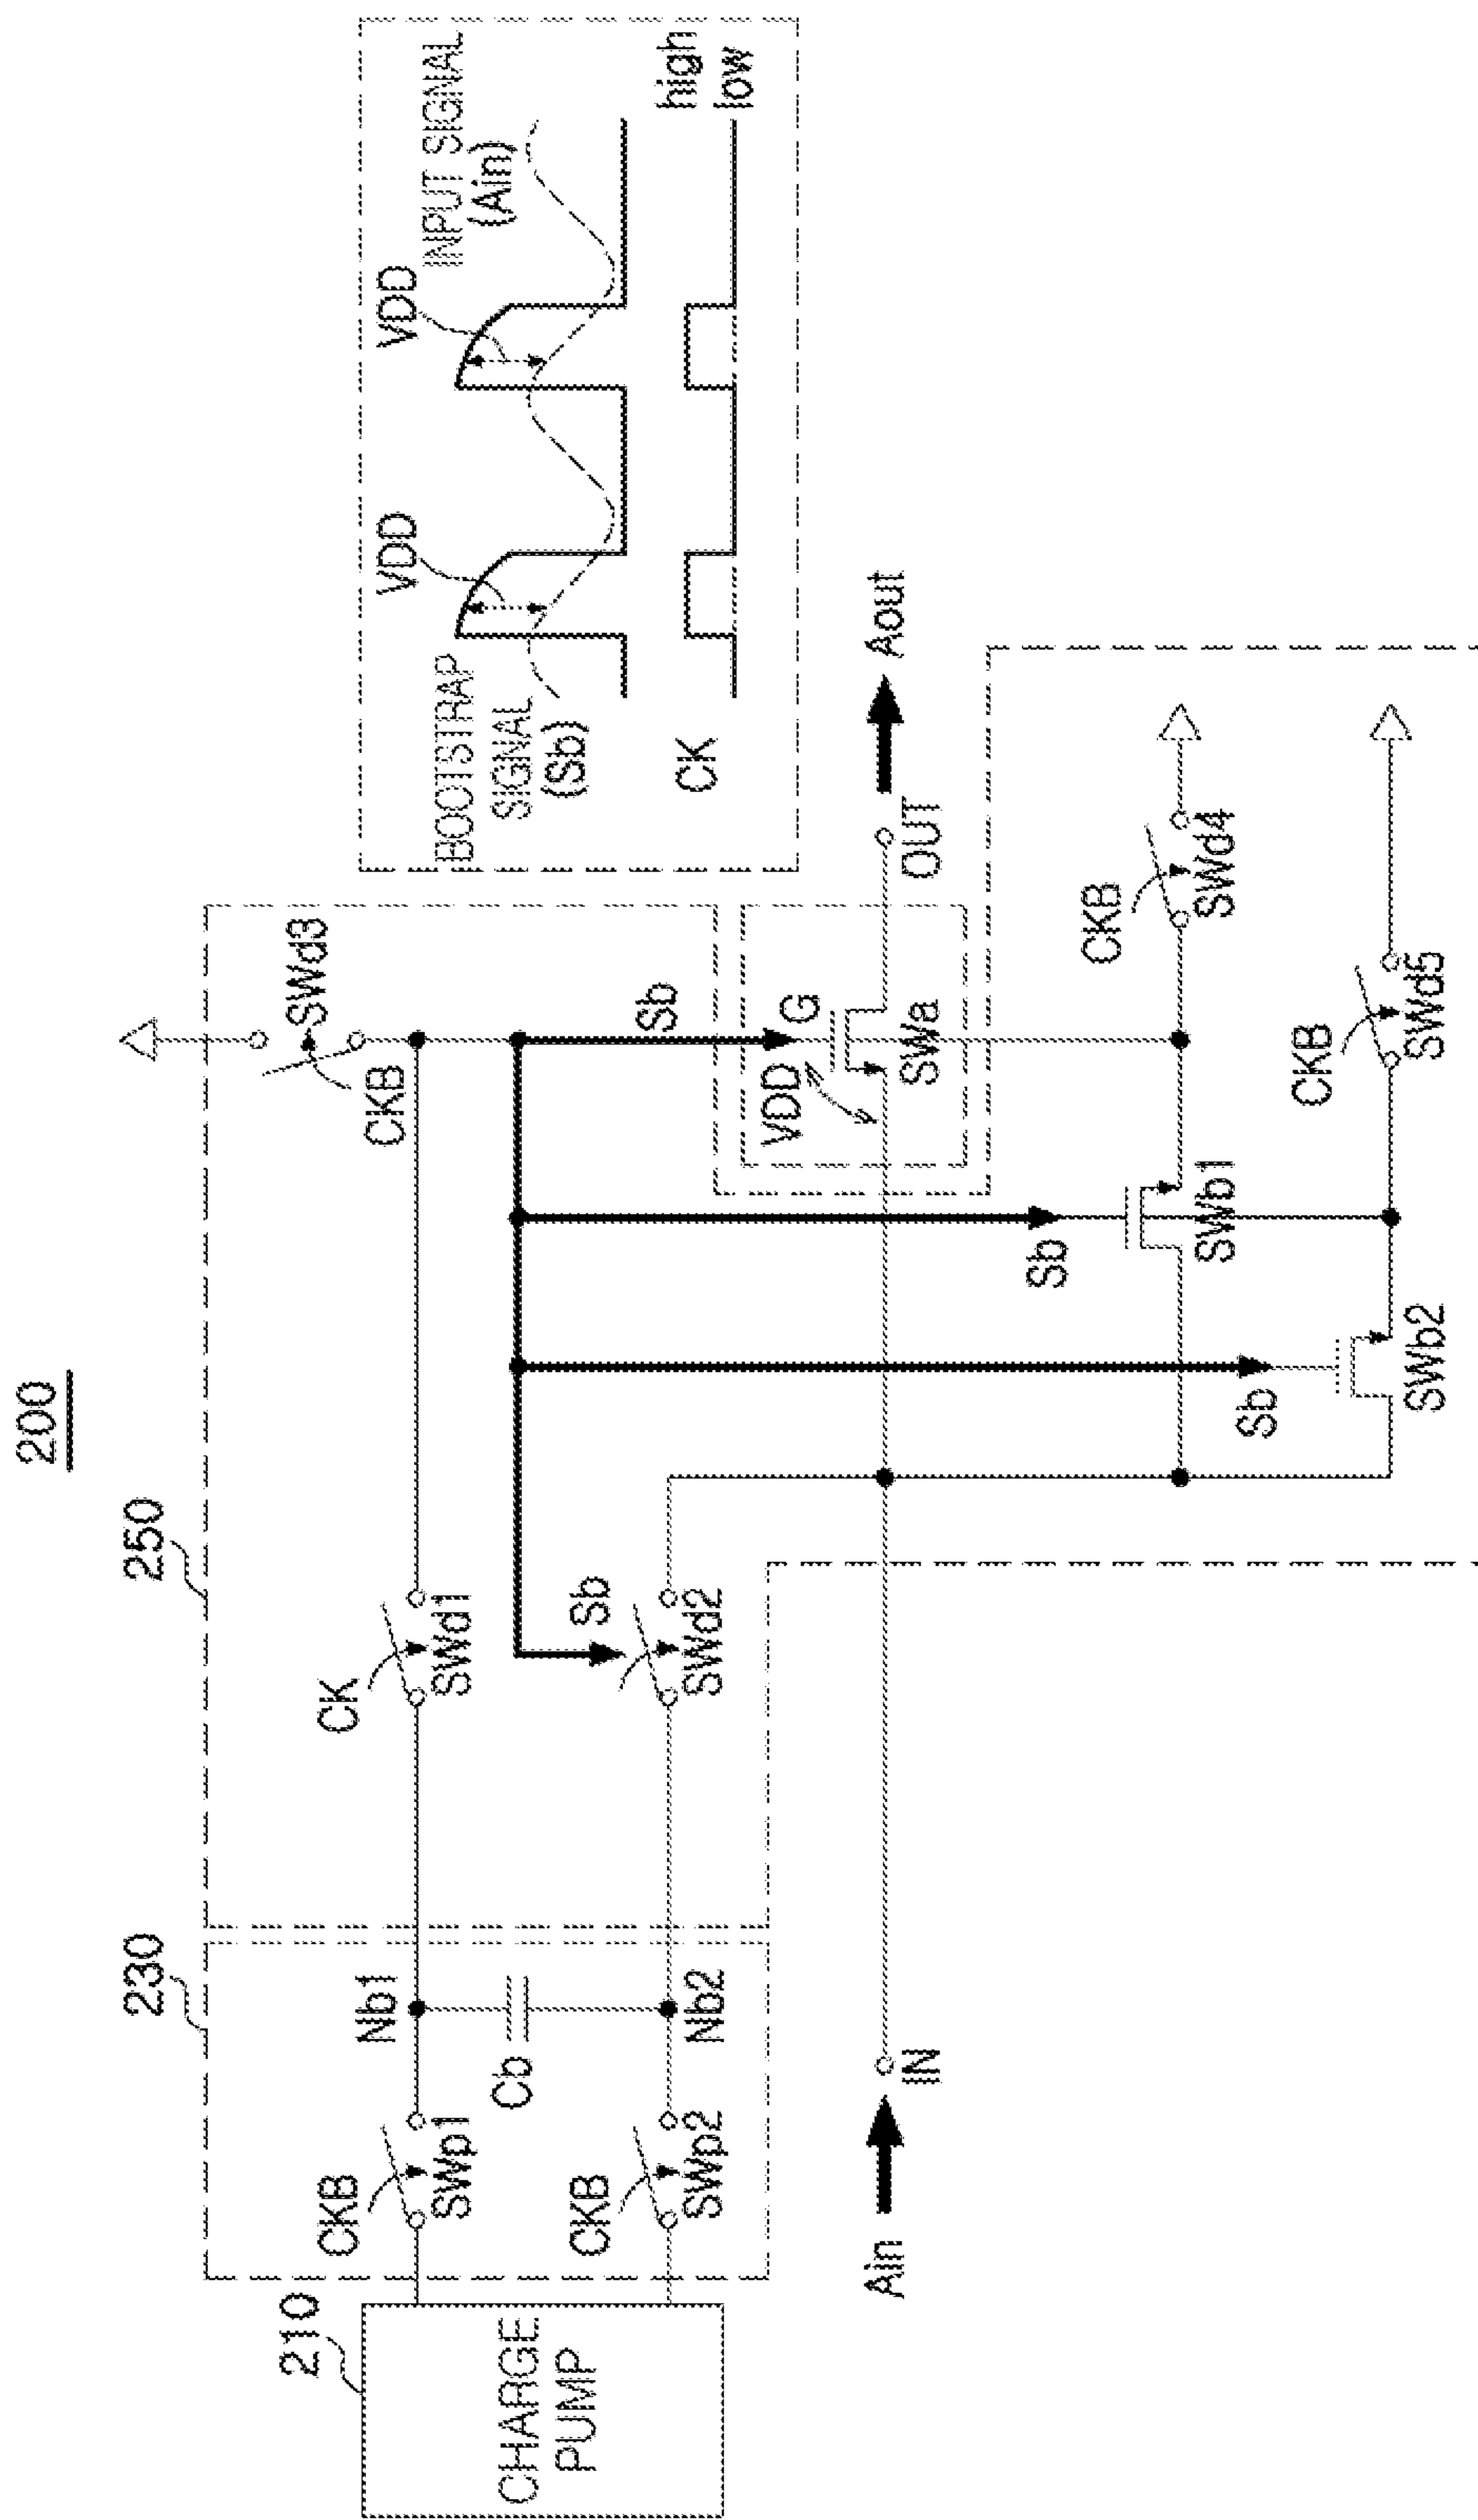 200
210
CHARGE
PUMP
230
CKB
SWp1
CKB
SWp2
Nb1
Cb
Nb2
250
CK
SWd1
Sb
SWd2
CKB
SWd3
Sb
G
VDD
SWa
Ain
IN
OUT
Aout
Sb
SWb1
Sb
SWb2
CKB
SWd4
CKB
SWd5
BOOTSTRAP
SIGNAL
(Sb)
VDD
VDD
INPUT SIGNAL
(Ain)
CK
high
low